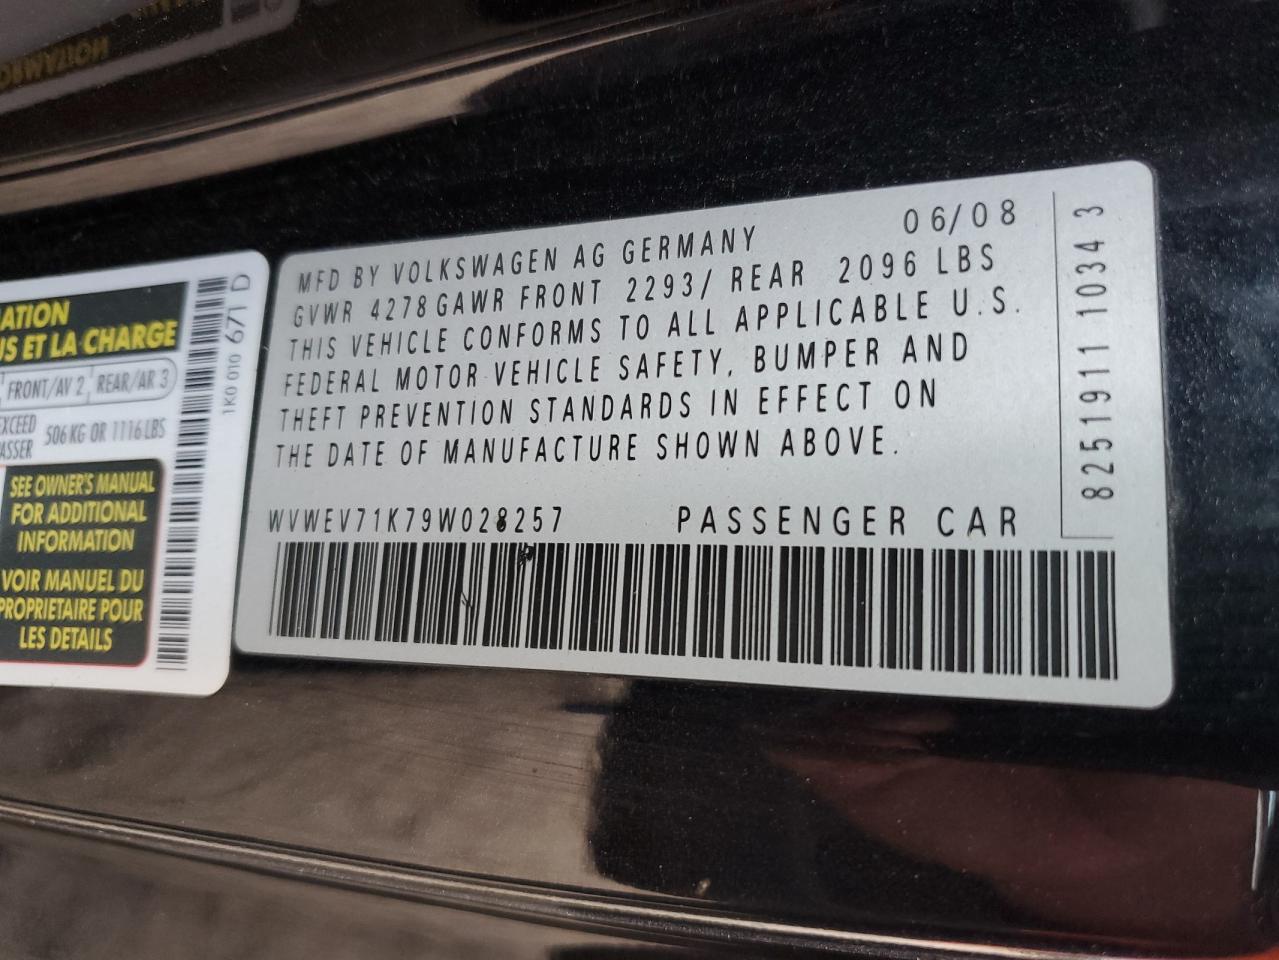 ORMATION
MATION
US ET LA CHARGE
FRONT/AV 2 REAR/AR 3
EXCEED
PASSER
506 KG OR 1116 LBS
SEE OWNER'S MANUAL
FOR ADDITIONAL
INFORMATION
VOIR MANUEL DU
PROPRIETAIRE POUR
LES DETAILS
1K0 010 671 D
06/08
MFD BY VOLKSWAGEN AG GERMANY
GVWR 4278 GAWR FRONT 2293/ REAR 2096 LBS
THIS VEHICLE CONFORMS TO ALL APPLICABLE U.S.
FEDERAL MOTOR VEHICLE SAFETY, BUMPER AND
THEFT PREVENTION STANDARDS IN EFFECT ON
THE DATE OF MANUFACTURE SHOWN ABOVE.
WVWEV71K79W028257 PASSENGER CAR
8251911 1034 3